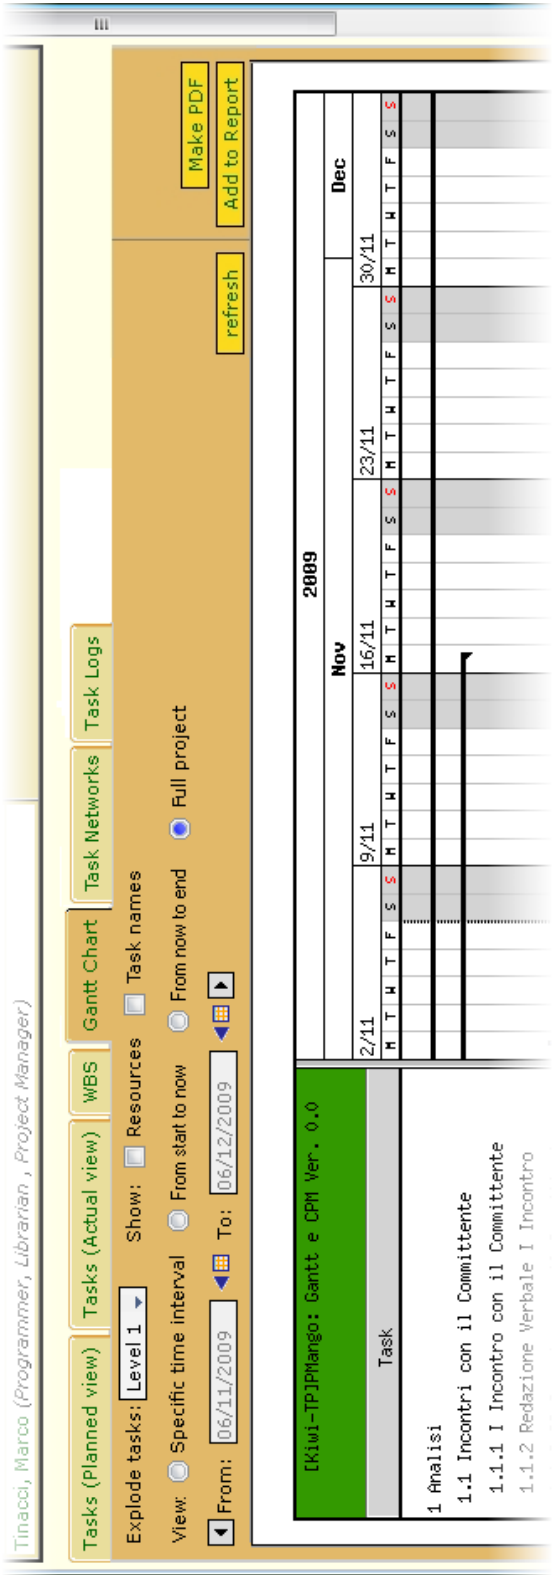 Tinacci, Marco (Programmer, Librarian , Project Manager)
Tasks (Planned view) Tasks (Actual view) WBS Gantt Chart Task Networks Task Logs
Explode tasks: Level 1 Show: Resources Task names
Make PDF
View: Specific time interval From start to now From now to end Full project
From: 06/11/2009 To: 06/12/2009 refresh Add to Report
[Kiwi-TP]PMango: Gantt e CPM Ver. 0.0 2009
Nov Dec
Task 2/11 9/11 16/11 23/11 30/11
M T W T F S S M T W T F S S M T W T F S S M T W T F S S M T W T F S S
1 Analisi
1.1 Incontri con il Committente
1.1.1 I Incontro con il Committente
1.1.2 Redazione Verbale I Incontro